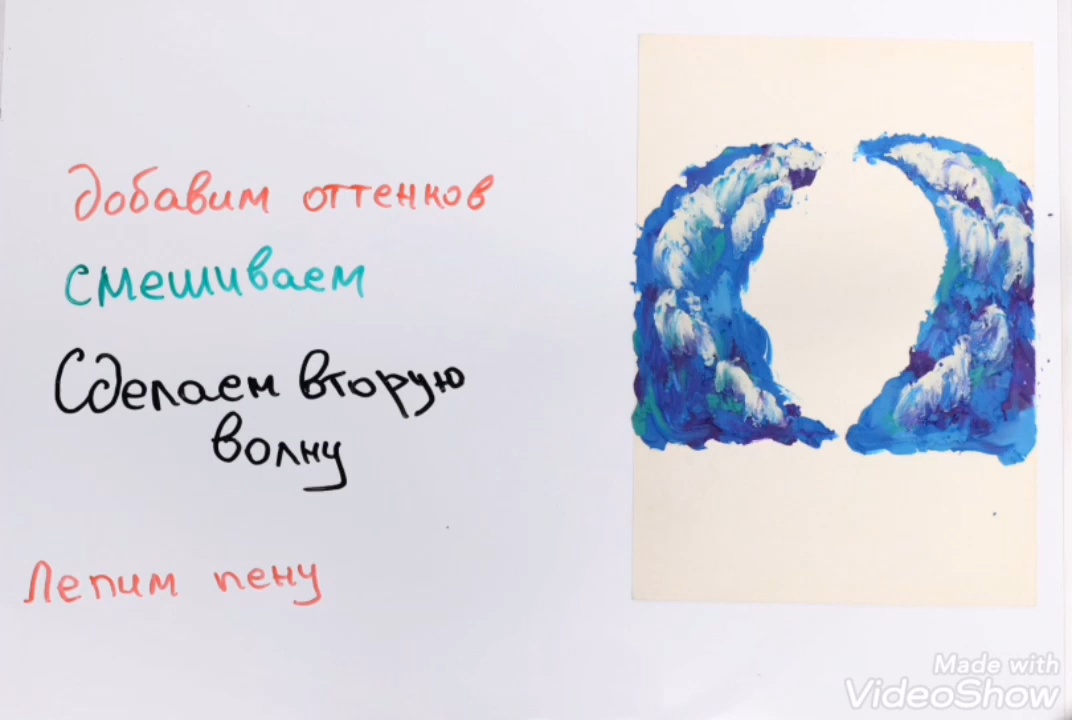 добавим оттенков
смешиваем
Сделаем вторую
волну
Лепим пену
Made with
VideoShow